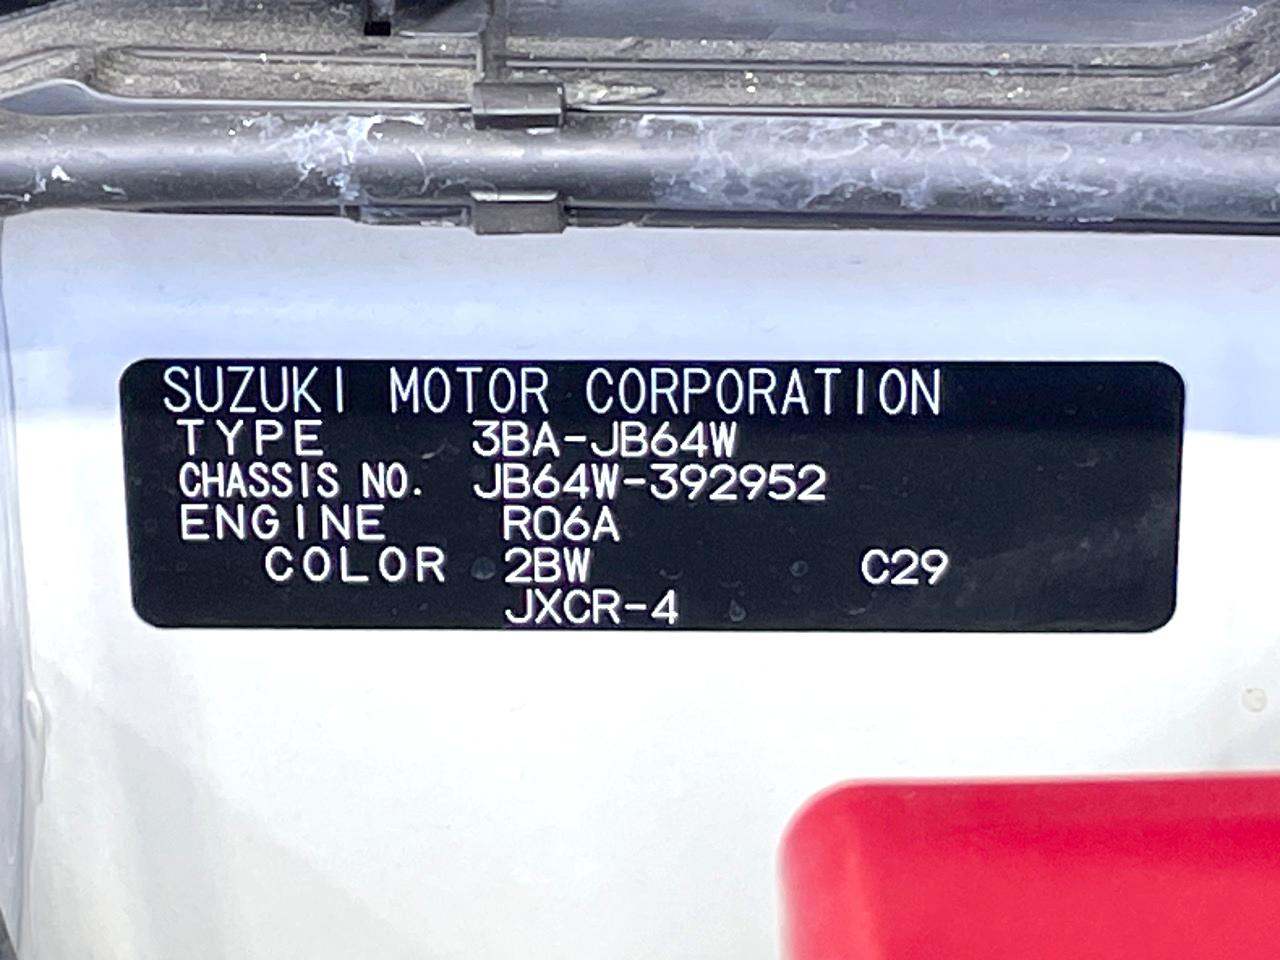 SUZUKI MOTOR CORPORATION
TYPE 3BA-JB64W
CHASSIS NO. JB64W-392952
ENGINE R06A
COLOR 2BW C29
JXCR-4